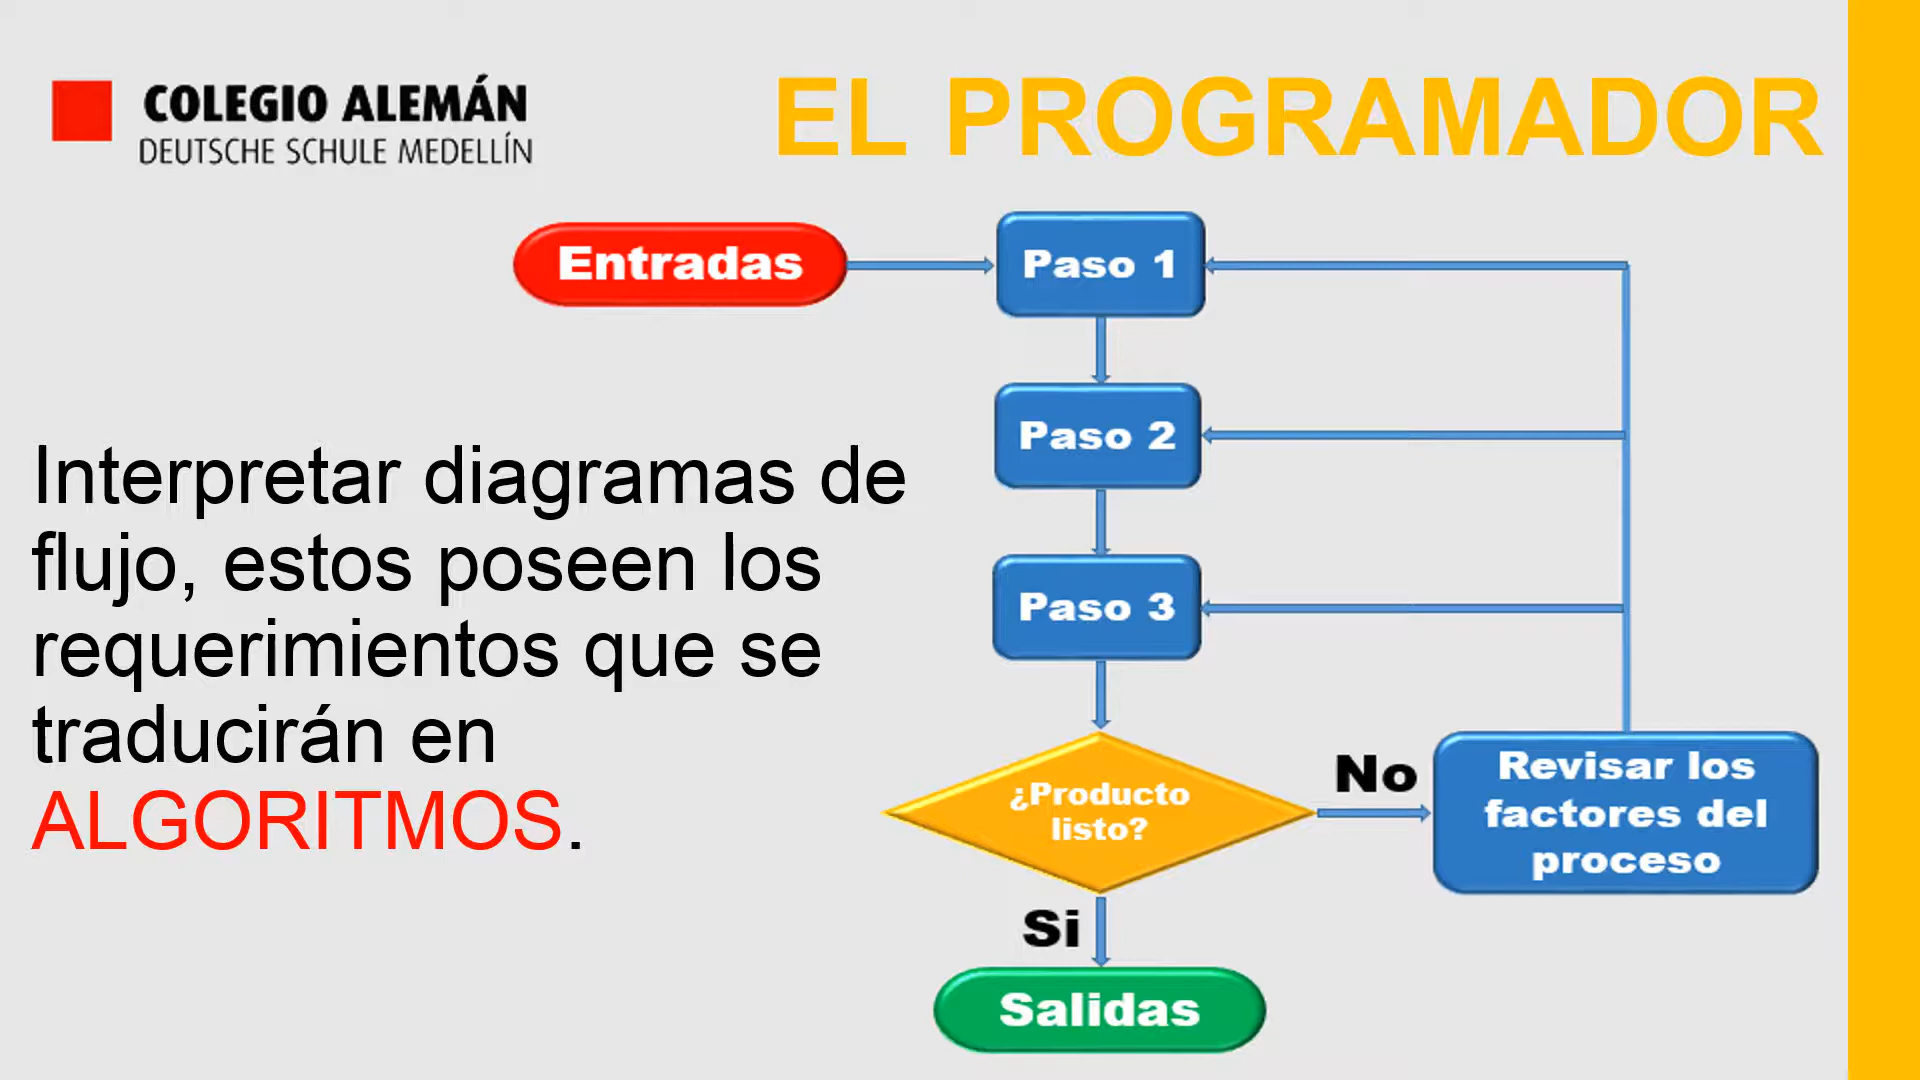 COLEGIO ALEMÁN
DEUTSCHE SCHULE MEDELLÍN
EL PROGRAMADOR
Entradas
Paso 1
Paso 2
Paso 3
¿Producto
listo?
No
Revisar los
factores del
proceso
Si
Salidas
Interpretar diagramas de
flujo, estos poseen los
requerimientos que se
traducirán en
ALGORITMOS.